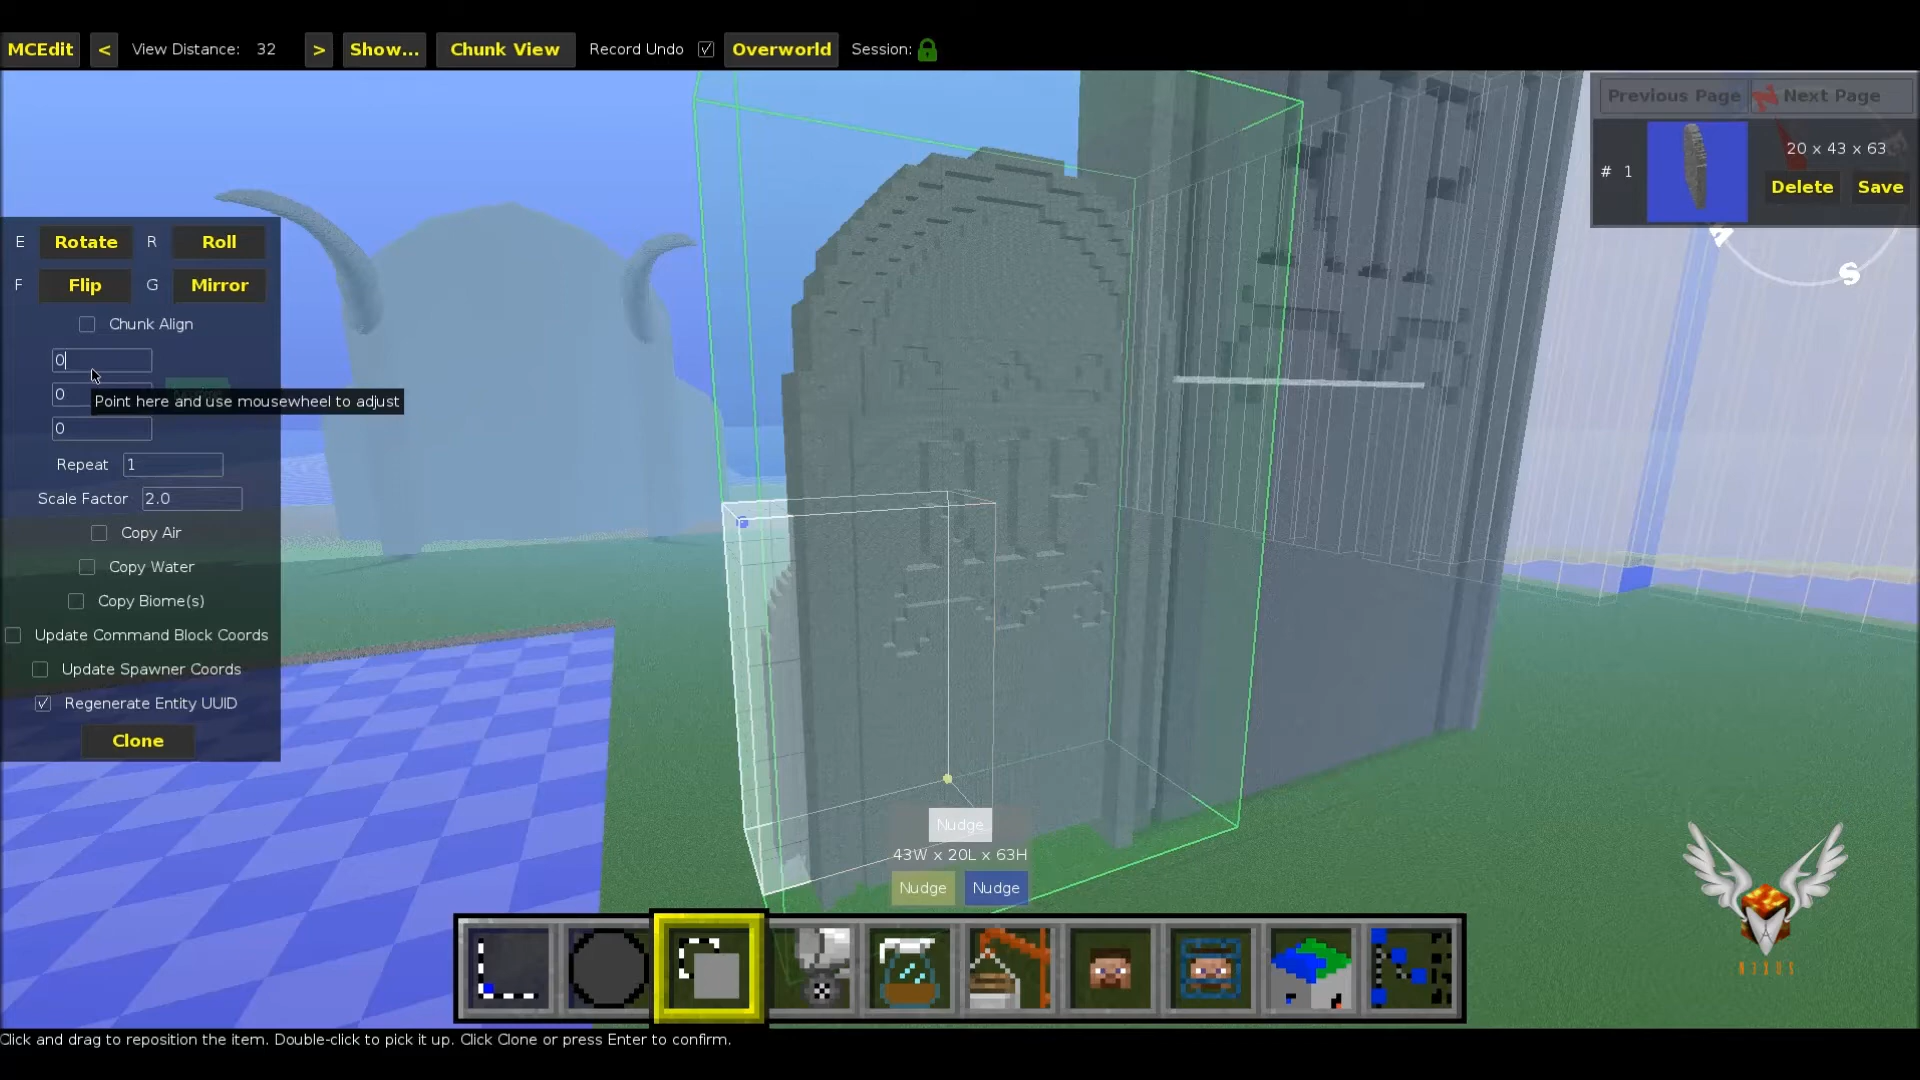 MCEdit < View Distance: 32 > Show... Chunk View Record Undo Overworld Session:
Previous Page Next Page
# 1 20 x 43 x 63
Delete Save
S
E Rotate R Roll
F Flip G Mirror
Chunk Align
0
0
Point here and use mousewheel to adjust
0
Repeat 1
Scale Factor 2.0
Copy Air
Copy Water
Copy Biome(s)
Update Command Block Coords
Update Spawner Coords
Regenerate Entity UUID
Clone
RIP
Nudge
43W x 20L x 63H
Nudge Nudge
NEXUS
Click and drag to reposition the item. Double-click to pick it up. Click Clone or press Enter to confirm.